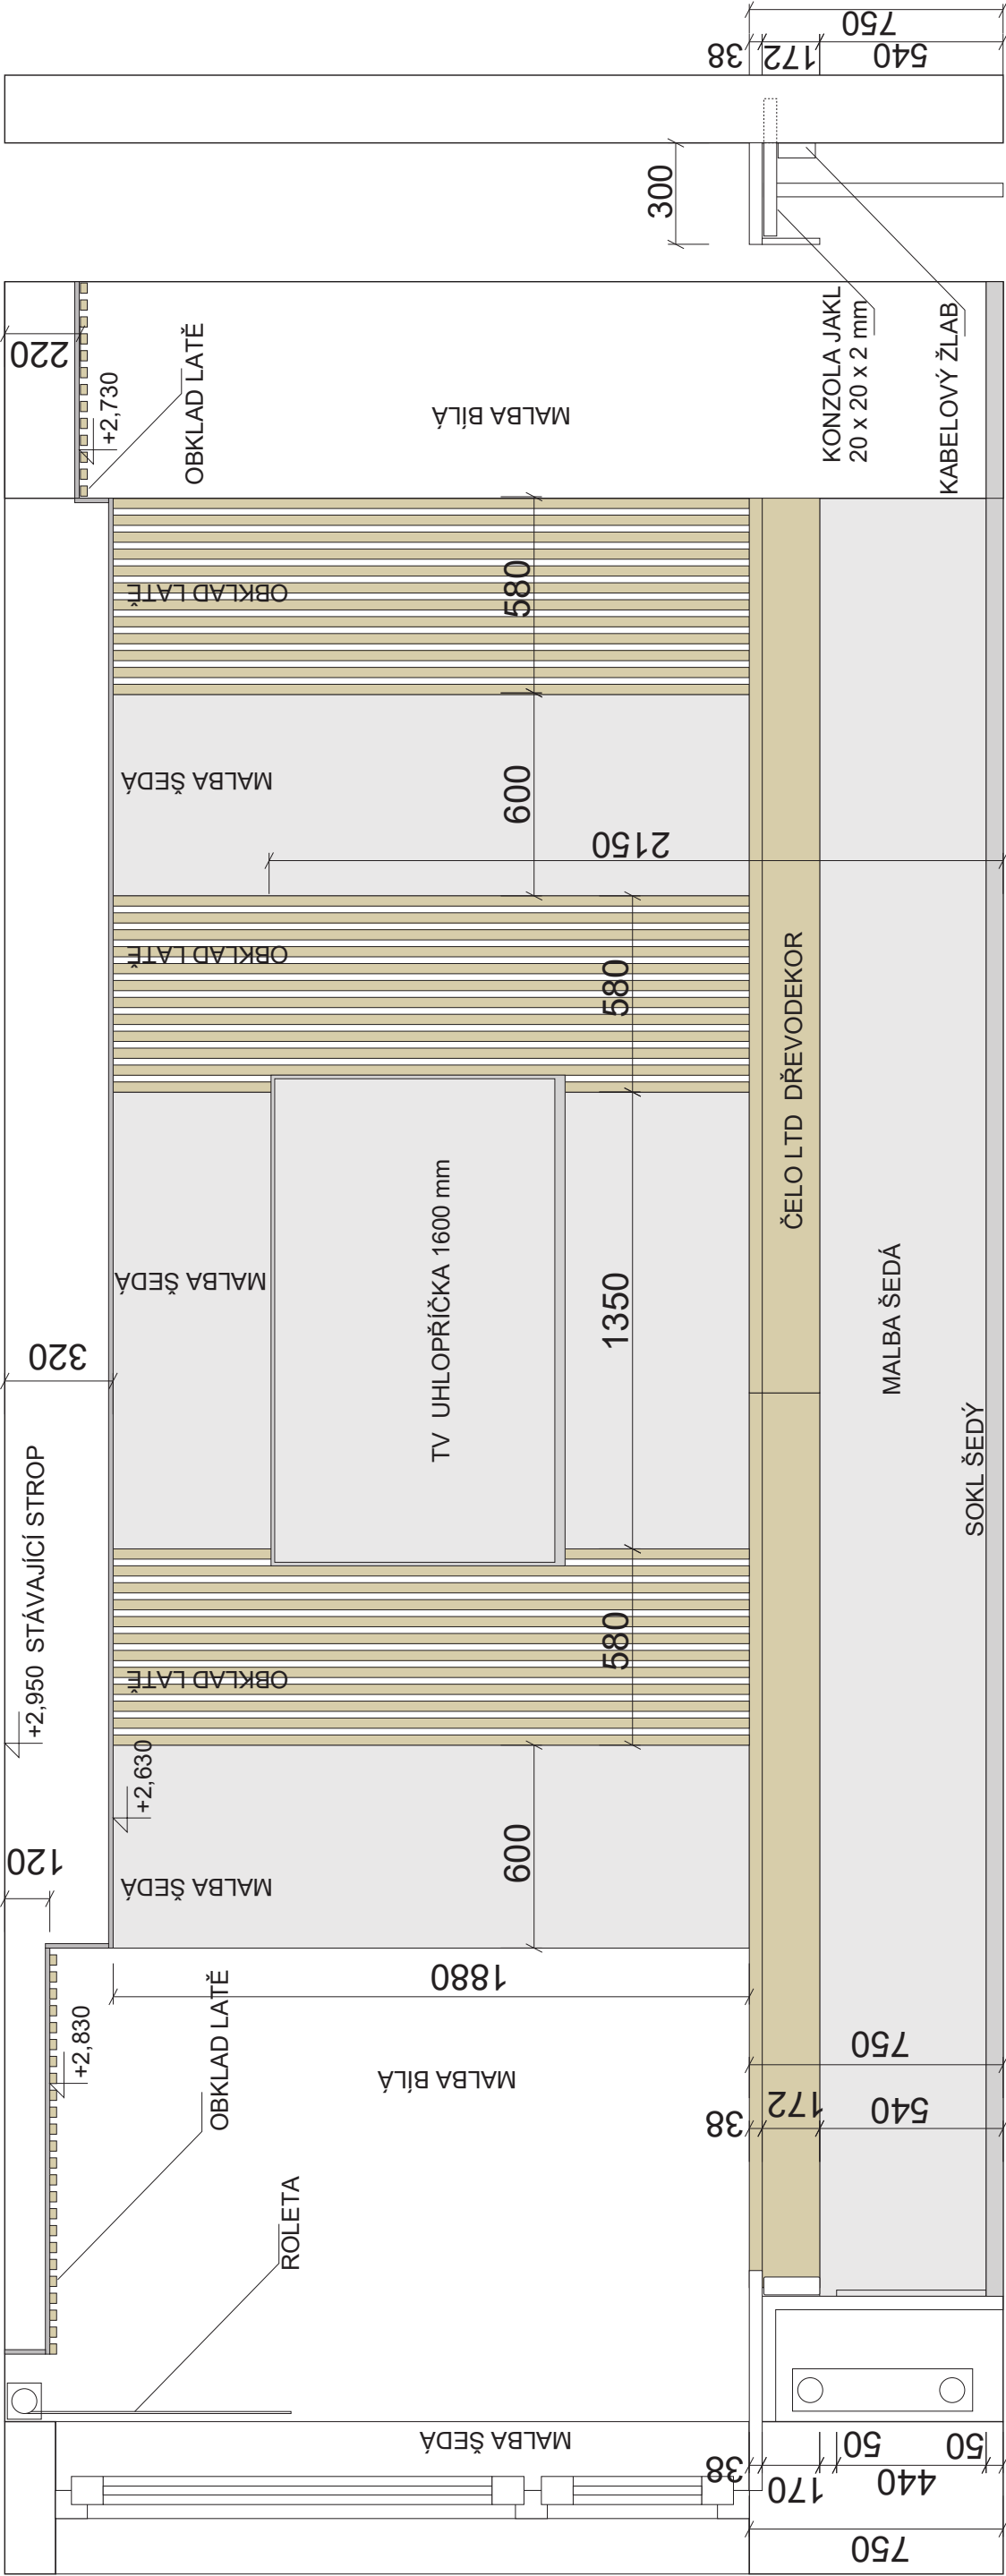 750
38
172
540
300
220
+2,730
OBKLAD LATĚ
MALBA BÍLÁ
KONZOLA JAKL
20 x 20 x 2 mm
KABELOVÝ ŽLAB
OBKLAD LATĚ
580
MALBA ŠEDÁ
600
2150
OBKLAD LATĚ
580
ČELO LTD  DŘEVODEKOR
TV  UHLOPŘÍČKA 1600 mm
MALBA ŠEDÁ
1350
MALBA ŠEDÁ
320
+2,950  STÁVAJÍCÍ STROP
SOKL ŠEDÝ
OBKLAD LATĚ
580
+2,630
120
MALBA ŠEDÁ
600
1880
+2,830
OBKLAD LATĚ
MALBA BÍLÁ
750
38
172
540
ROLETA
MALBA ŠEDÁ
38
170
50
440
50
750